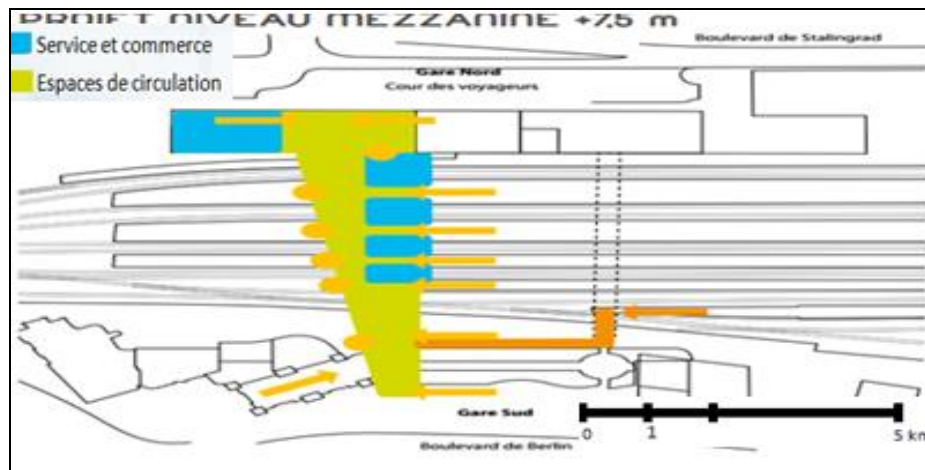 PROJET NIVEAU MEZZANINE +7,5 m
Service et commerce
Espaces de circulation
Boulevard de Stalingrad
Gare Nord
Cour des voyageurs
Gare Sud
Boulevard de Berlin
0 1 5 km